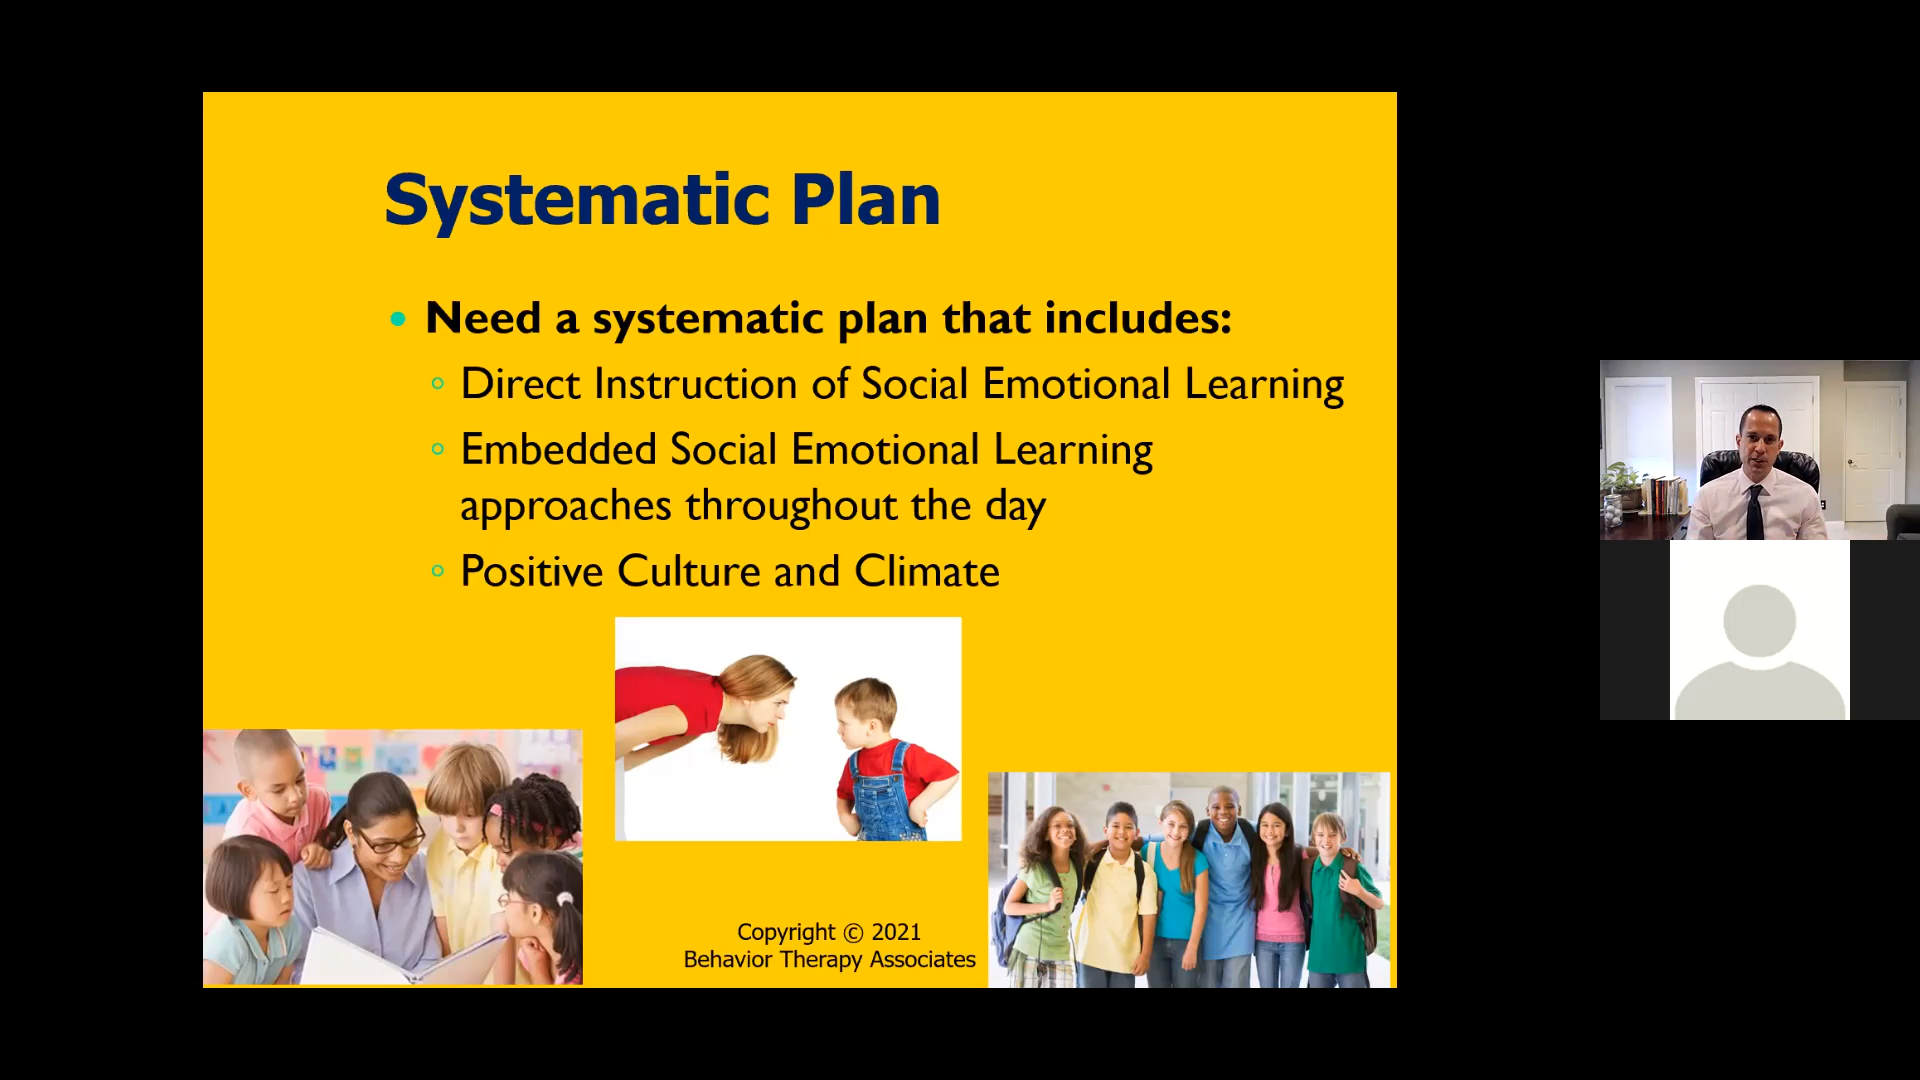 Systematic Plan
Need a systematic plan that includes:
Direct Instruction of Social Emotional Learning
Embedded Social Emotional Learning
approaches throughout the day
Positive Culture and Climate
Copyright © 2021
Behavior Therapy Associates